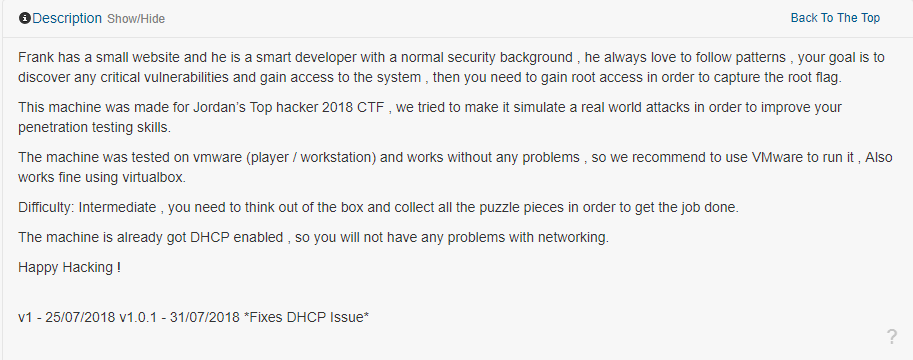 Description Show/Hide
Back To The Top
Frank has a small website and he is a smart developer with a normal security background , he always love to follow patterns , your goal is to
discover any critical vulnerabilities and gain access to the system , then you need to gain root access in order to capture the root flag.
This machine was made for Jordan's Top hacker 2018 CTF , we tried to make it simulate a real world attacks in order to improve your
penetration testing skills.
The machine was tested on vmware (player / workstation) and works without any problems , so we recommend to use VMware to run it , Also
works fine using virtualbox.
Difficulty: Intermediate , you need to think out of the box and collect all the puzzle pieces in order to get the job done.
The machine is already got DHCP enabled , so you will not have any problems with networking.
Happy Hacking !
v1 - 25/07/2018 v1.0.1 - 31/07/2018 *Fixes DHCP Issue*
?